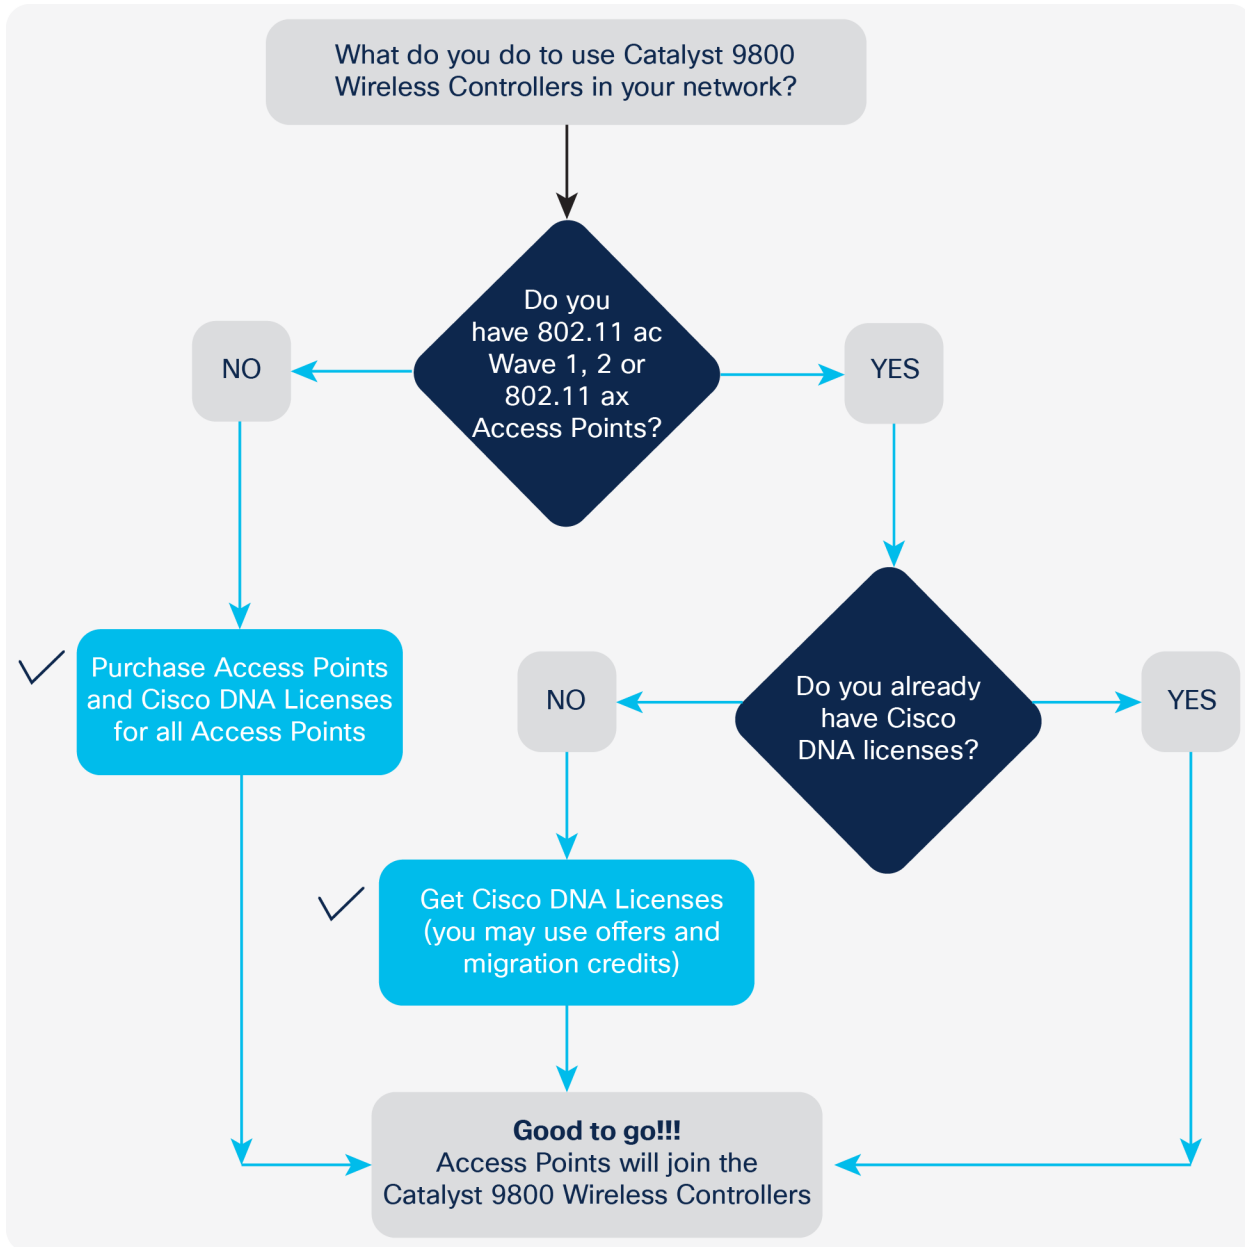 What do you do to use Catalyst 9800
Wireless Controllers in your network?
Do you
have 802.11 ac
Wave 1, 2 or
802.11 ax
Access Points?
NO
YES
Purchase Access Points
and Cisco DNA Licenses
for all Access Points
NO
Do you already
have Cisco
DNA licenses?
YES
Get Cisco DNA Licenses
(you may use offers and
migration credits)
Good to go!!!
Access Points will join the
Catalyst 9800 Wireless Controllers